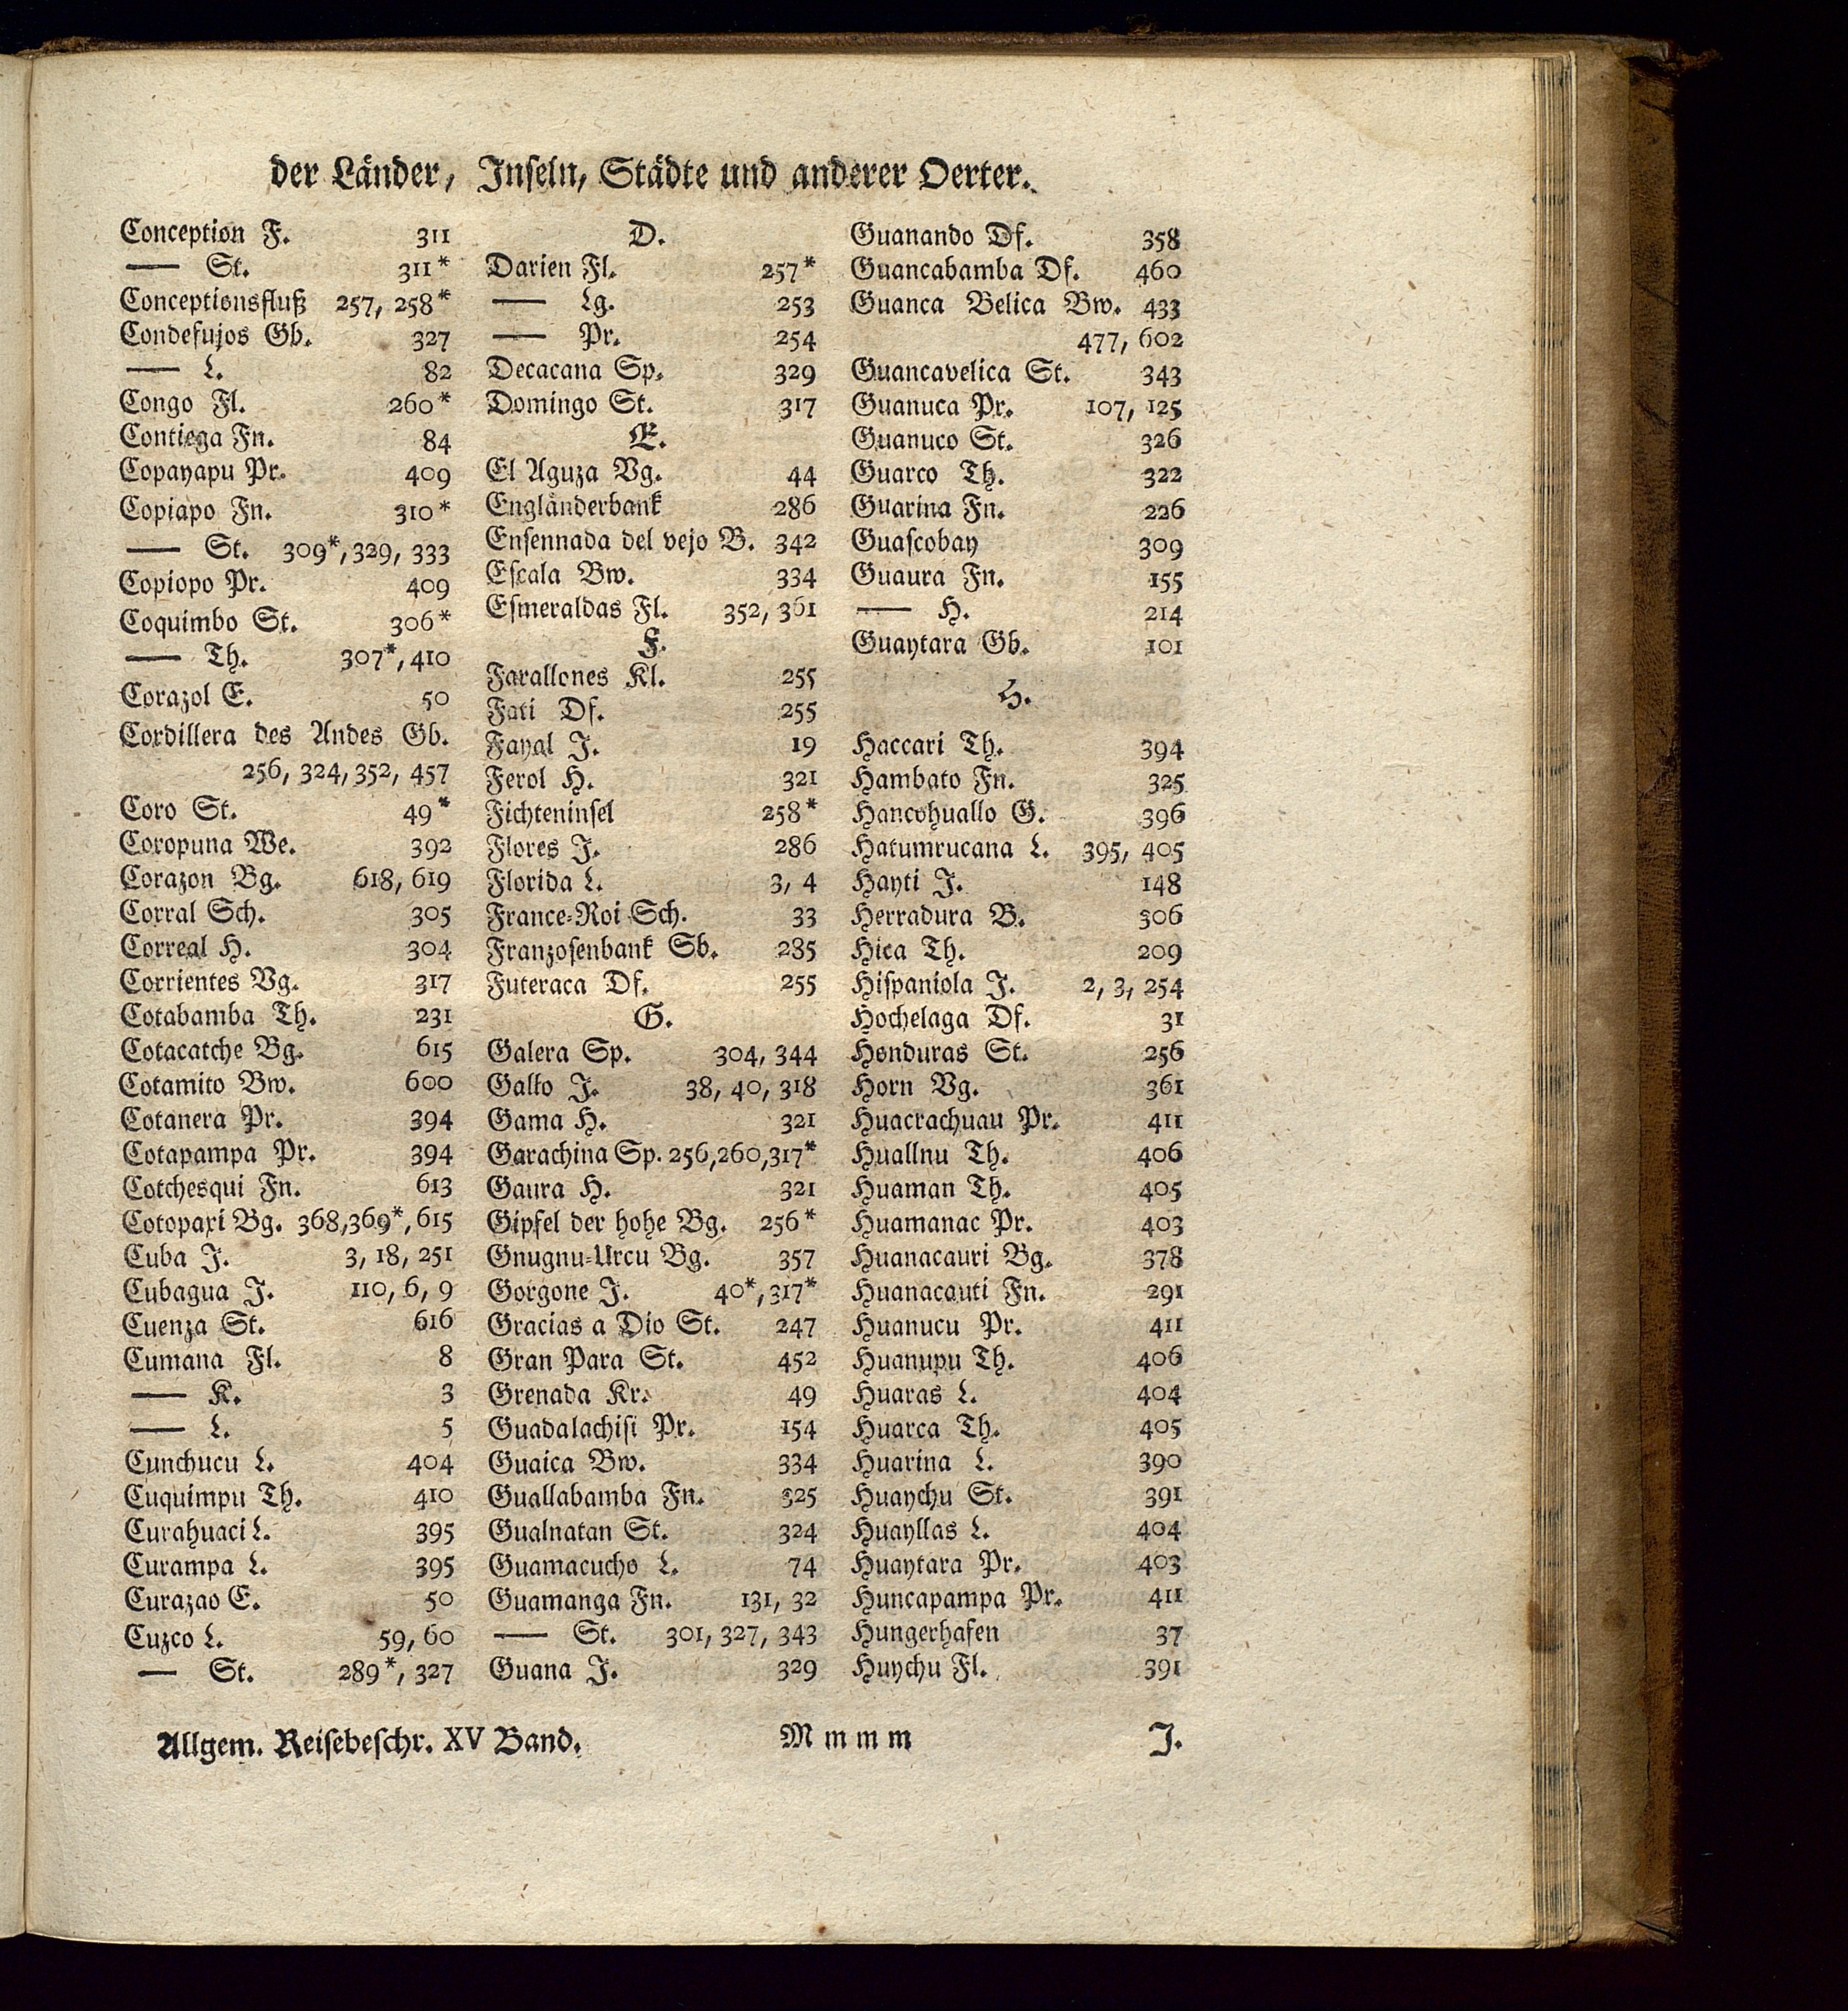 der Länder, Inseln, Städte und anderer Oerter.
Conception F. 311
—— St. 311*
Conceptionsfluß 257, 258*
Condesujos Gb. 327
—— L. 82
Congo Fl. 260*
Contiega Fn. 84
Copayapu Pr. 409
Copiapo Fn. 310*
—— St. 309*, 329, 333
Copiopo Pr. 409
Coquimbo St. 306*
—— Th. 307*, 410
Corazol E. 50
Cordillera des Andes Gb.
256, 324, 352, 457
Coro St. 49*
Coropuna We. 392
Corazon Bg. 618, 619
Corral Sch. 305
Correal H. 304
Corrientes Vg. 317
Cotabamba Th. 231
Cotacatche Bg. 615
Cotamito Bw. 600
Cotanera Pr. 394
Cotapampa Pr. 394
Cotchesqui Fn. 613
Cotopaxi Bg. 368, 369*, 615
Cuba J. 3, 18, 251
Cubagua J. 110, 6, 9
Cuenza St. 616
Cumana Fl. 8
—— K. 3
—— L. 5
Cunchucu L. 404
Cuquimpu Th. 410
Curahuaci L. 395
Curampa L. 395
Curazao E. 50
Cuzco L. 59, 60
— St. 289*, 327
D.
Darien Fl. 257*
—— Lg. 253
—— Pr. 254
Decacana Sp. 329
Domingo St. 317
E.
El Aguza Vg. 44
Engländerbank 286
Ensennada del vejo B. 342
Escala Bw. 334
Esmeraldas Fl. 352, 361
F.
Farallones Kl. 255
Fati Df. 255
Fayal J. 19
Ferol H. 321
Fichteninsel 258*
Flores J. 286
Florida L. 3, 4
France-Roi Sch. 33
Franzosenbank Sb. 285
Futeraca Df. 255
G.
Galera Sp. 304, 344
Gallo J. 38, 40, 318
Gama H. 321
Garachina Sp. 256, 260, 317*
Gaura H. 321
Gipfel der hohe Bg. 256*
Gnugnu-Urcu Bg. 357
Gorgone J. 40*, 317*
Gracias a Dio St. 247
Gran Para St. 452
Grenada Kr. 49
Guadalachisi Pr. 154
Guaica Bw. 334
Guallabamba Fn. 325
Gualnatan St. 324
Guamacucho L. 74
Guamanga Fn. 131, 32
—— St. 301, 327, 343
Guana J. 329
Guanando Df. 358
Guancabamba Df. 460
Guanca Belica Bw. 433
477, 602
Guancavelica St. 343
Guanuca Pr. 107, 125
Guanuco St. 326
Guarco Th. 322
Guarina Fn. 226
Guascobay 309
Guaura Fn. 155
—— H. 214
Guaytara Gb. 101
H.
Haccari Th. 394
Hambato Fn. 325
Hancohuallo G. 396
Hatumrucana L. 395, 405
Hayti J. 148
Herradura B. 306
Hica Th. 209
Hispaniola J. 2, 3, 254
Hochelaga Df. 31
Honduras St. 256
Horn Vg. 361
Huacrachuau Pr. 411
Huallnu Th. 406
Huaman Th. 405
Huamanac Pr. 403
Huanacauri Bg. 378
Huanacauti Fn. 291
Huanucu Pr. 411
Huanupu Th. 406
Huaras L. 404
Huarca Th. 405
Huarina L. 390
Huaychu St. 391
Huayllas L. 404
Huaytara Pr. 403
Huncapampa Pr. 411
Hungerhafen 37
Huychu Fl. 391
Allgem. Reisebeschr. XV Band. M m m m J.